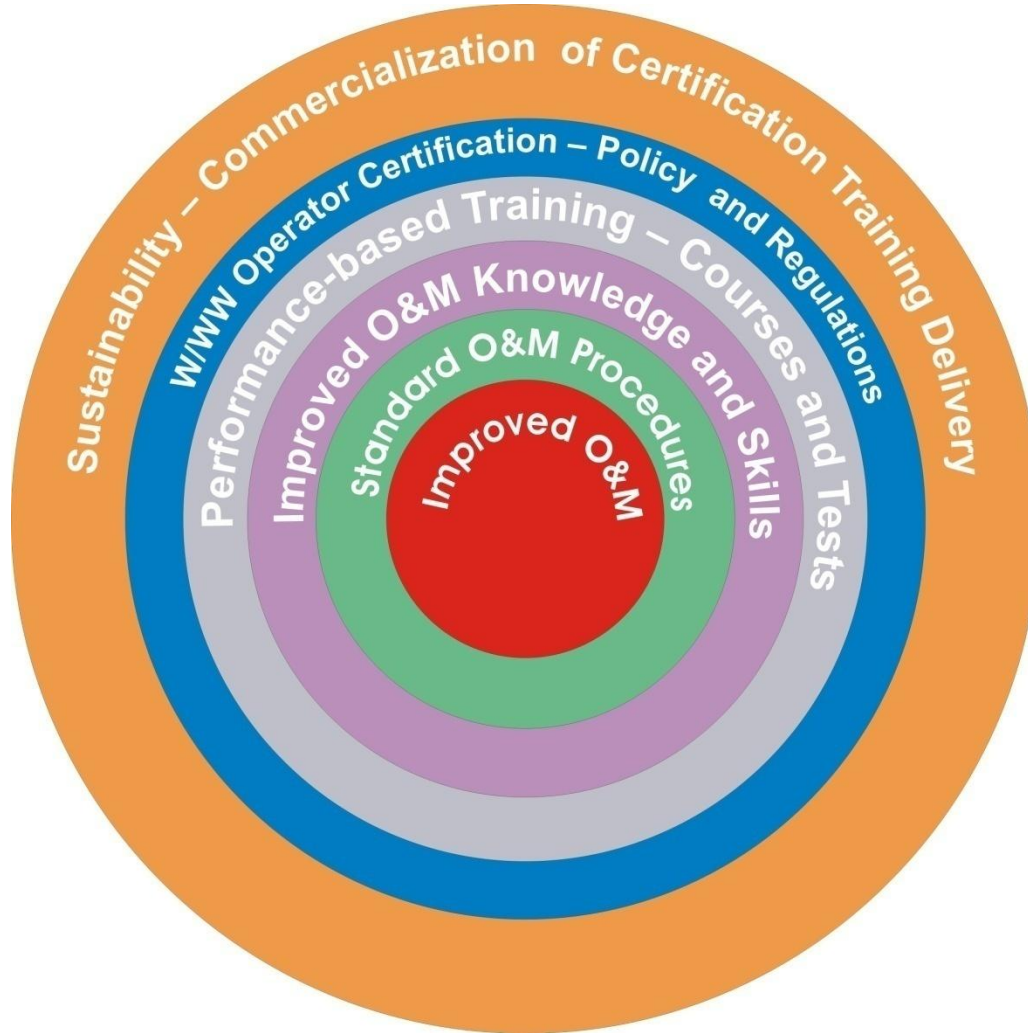 Sustainability – Commercialization of Certification Training Delivery
W/WW Operator Certification – Policy and Regulations
Performance-based Training – Courses and Tests
Improved O&M Knowledge and Skills
Standard O&M Procedures
Improved O&M